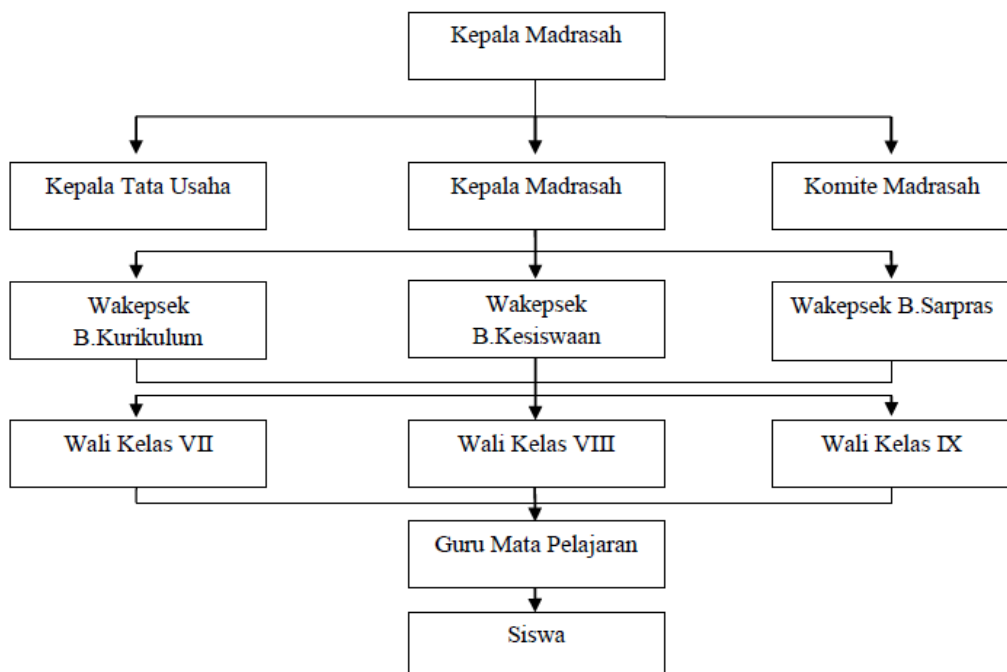 Kepala Madrasah
Kepala Tata Usaha
Kepala Madrasah
Komite Madrasah
Wakepsek
B.Kurikulum
Wakepsek
B.Kesiswaan
Wakepsek B.Sarpras
Wali Kelas VII
Wali Kelas VIII
Wali Kelas IX
Guru Mata Pelajaran
Siswa